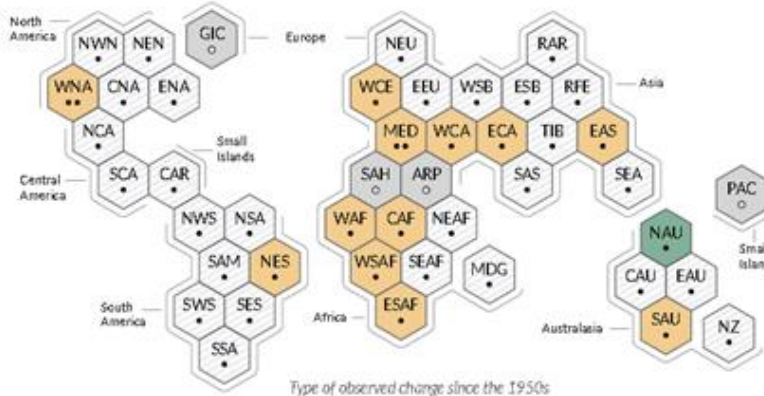 North
America
GIC
Europe
NWN NEN
NEU
RAR
WNA CNA ENA
WCE EEU WSB ESB RFE
Asia
NCA
MED WCA ECA TIB EAS
Small
Islands
SCA CAR
SAH ARP
SAS SEA
Central
America
PAC
NWS NSA
WAF CAF NEAF
NAU
Small
Islan
SAM NES
WSAF SEAF
MDG
CAU EAU
South
America
SWS SES
Africa
ESAF
Australasia
SAU
NZ
SSA
Type of observed change since the 1950s